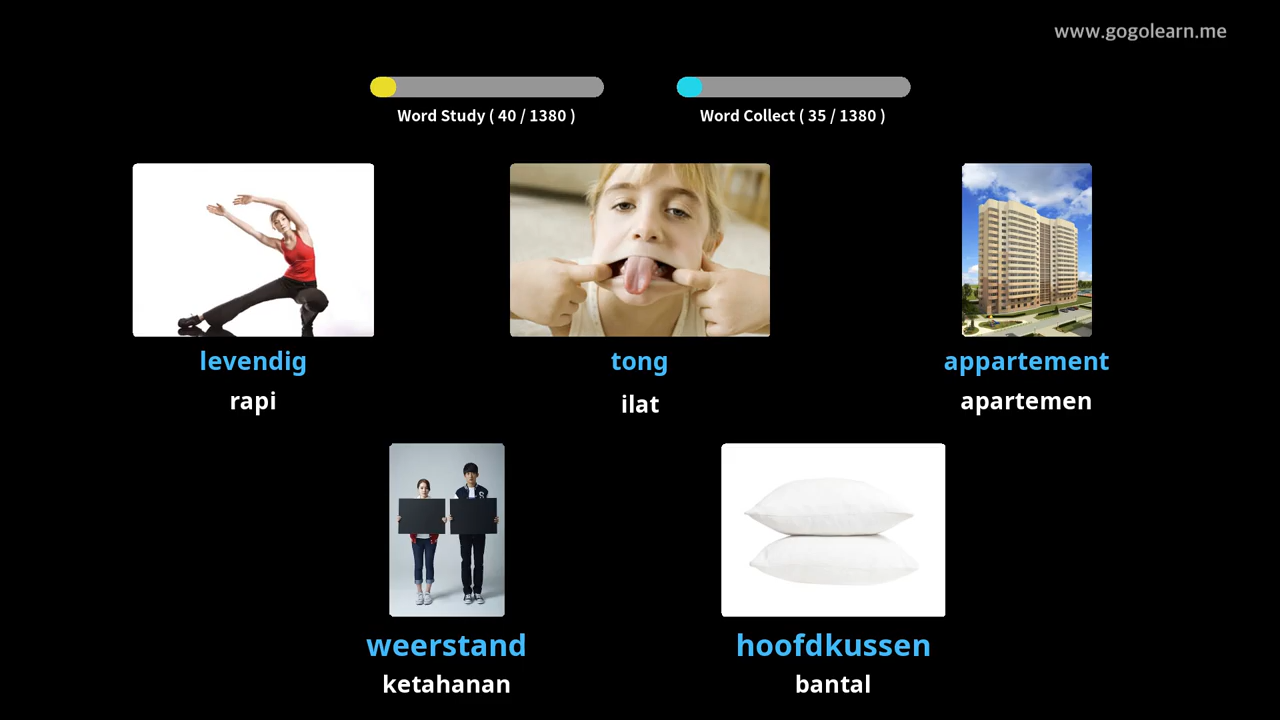 www.gogolearn.me
Word Study ( 40 / 1380 )
Word Collect ( 35 / 1380 )
levendig
tong
appartement
rapi
ilat
apartemen
weerstand
hoofdkussen
ketahanan
bantal